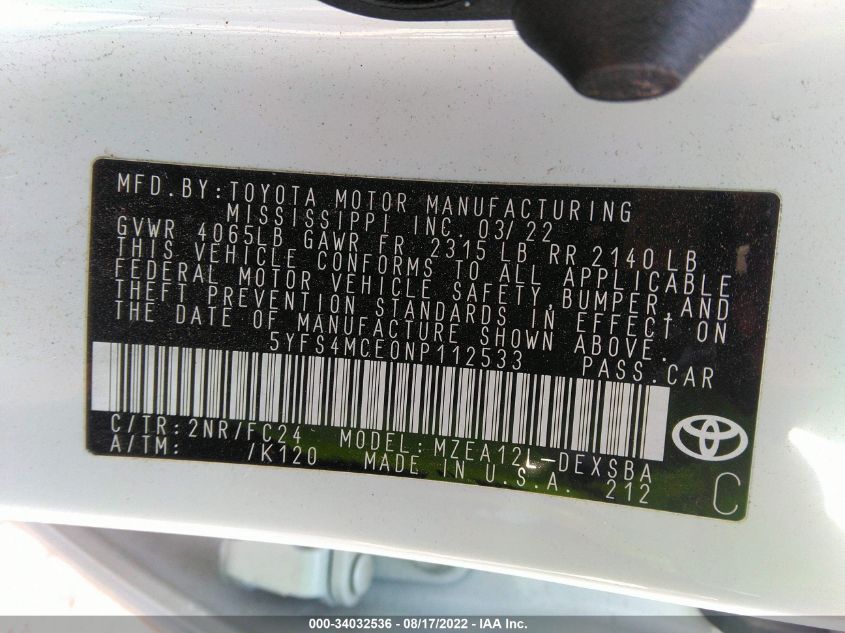 MFD.BY:TOYOTA MOTOR MANUFACTURING
MISSISSIPPI INC. 03/22
GVWR 4065LB GAWR FR 2315 LB RR 2140 LB
THIS VEHICLE CONFORMS TO ALL APPLICABLE
FEDERAL MOTOR VEHICLE SAFETY,BUMPER,AND
THEFT PREVENTION STANDARDS IN EFFECT ON
THE DATE OF MANUFACTURE SHOWN ABOVE.
5YFS4MCE0NP112533 PASS.CAR
C/TR:2NR/FC24 MODEL:MZEA12L-DEXSBA
A/TM: /K120 MADE IN U.S.A. 212
C
000-34032536 - 08/17/2022 - IAA Inc.